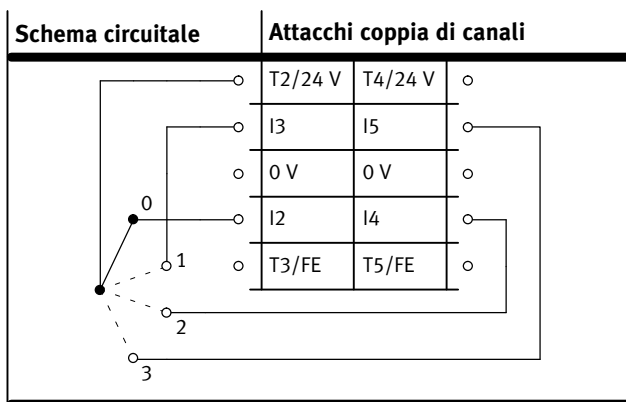 Schema circuitale Attacchi coppia di canali
T2/24 V T4/24 V
I3 I5
0 V 0 V
0
I2 I4
1
T3/FE T5/FE
2
3